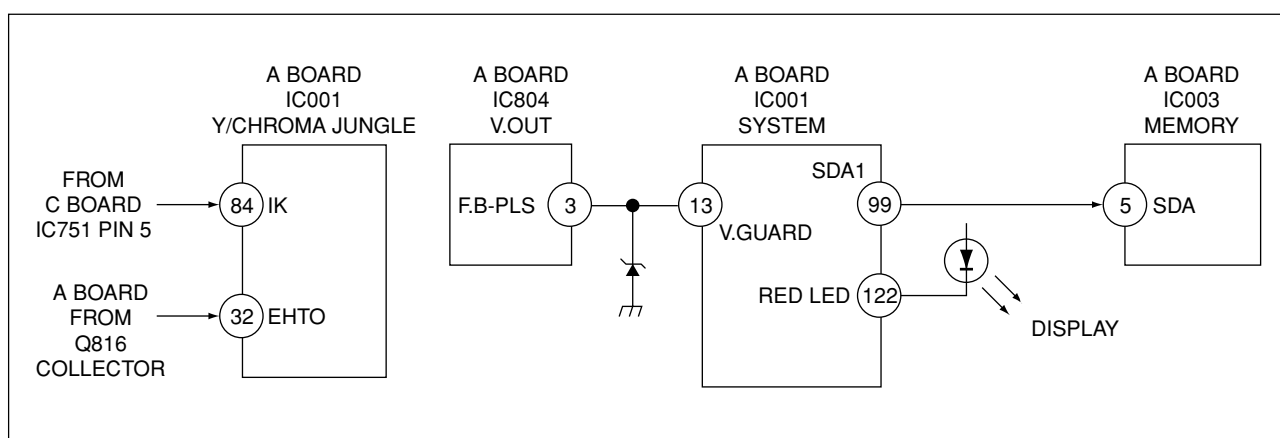 A BOARD
IC001
Y/CHROMA JUNGLE
FROM
C BOARD
IC751 PIN 5
84
IK
A BOARD
FROM
Q816
COLLECTOR
32
EHTO
A BOARD
IC804
V.OUT
F.B-PLS
3
A BOARD
IC001
SYSTEM
13
V.GUARD
SDA1
99
RED LED
122
DISPLAY
A BOARD
IC003
MEMORY
5
SDA